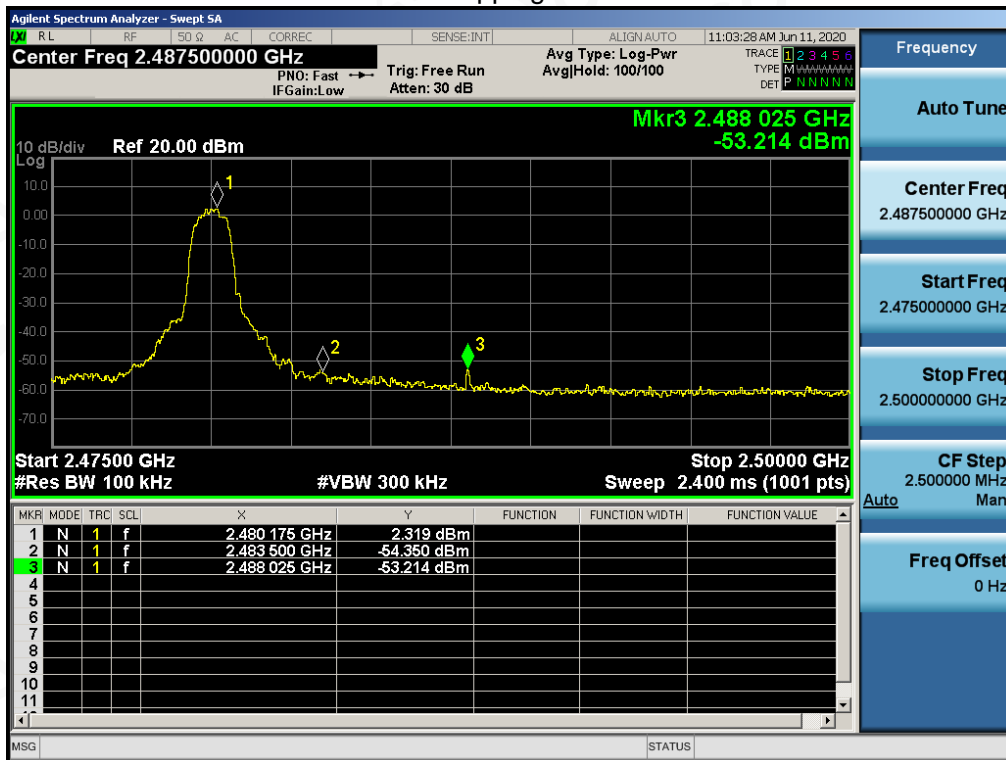 Agilent Spectrum Analyzer - Swept SA
LXI RL RF 50 Ω AC CORREC SENSE:INT ALIGN AUTO 11:03:28 AM Jun 11, 2020
Center Freq 2.487500000 GHz
PNO: Fast
IFGain:Low
Trig: Free Run
Atten: 30 dB
Avg Type: Log-Pwr
Avg|Hold: 100/100
TRACE 1 2 3 4 5 6
TYPE M
DET P N N N N N
Mkr3 2.488 025 GHz
-53.214 dBm
10 dB/div Ref 20.00 dBm
Log
10.0
0.00
-10.0
-20.0
-30.0
-40.0
-50.0
-60.0
-70.0
1
2
3
Start 2.47500 GHz Stop 2.50000 GHz
#Res BW 100 kHz #VBW 300 kHz Sweep 2.400 ms (1001 pts)
MKR MODE TRC SCL X Y FUNCTION FUNCTION WIDTH FUNCTION VALUE
1 N 1 f 2.480 175 GHz 2.319 dBm
2 N 1 f 2.483 500 GHz -54.350 dBm
3 N 1 f 2.488 025 GHz -53.214 dBm
4
5
6
7
8
9
10
11
MSG STATUS
Frequency
Auto Tune
Center Freq
2.487500000 GHz
Start Freq
2.475000000 GHz
Stop Freq
2.500000000 GHz
CF Step
2.500000 MHz
Auto Man
Freq Offset
0 Hz